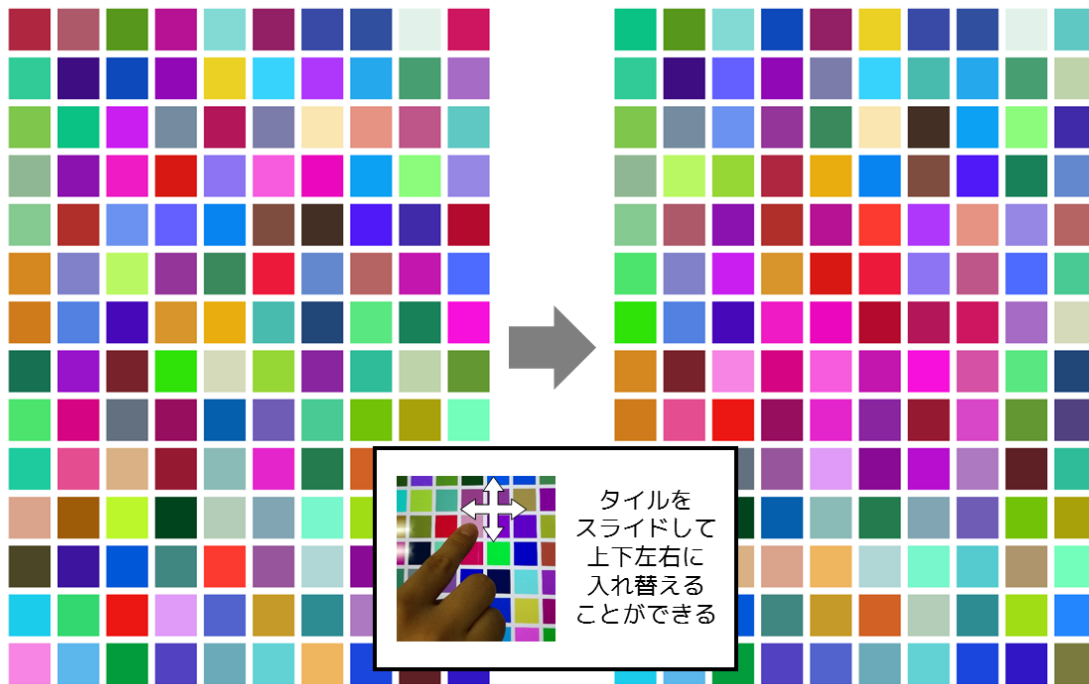 タイルを
スライドして
上下左右に
入れ替える
ことができる